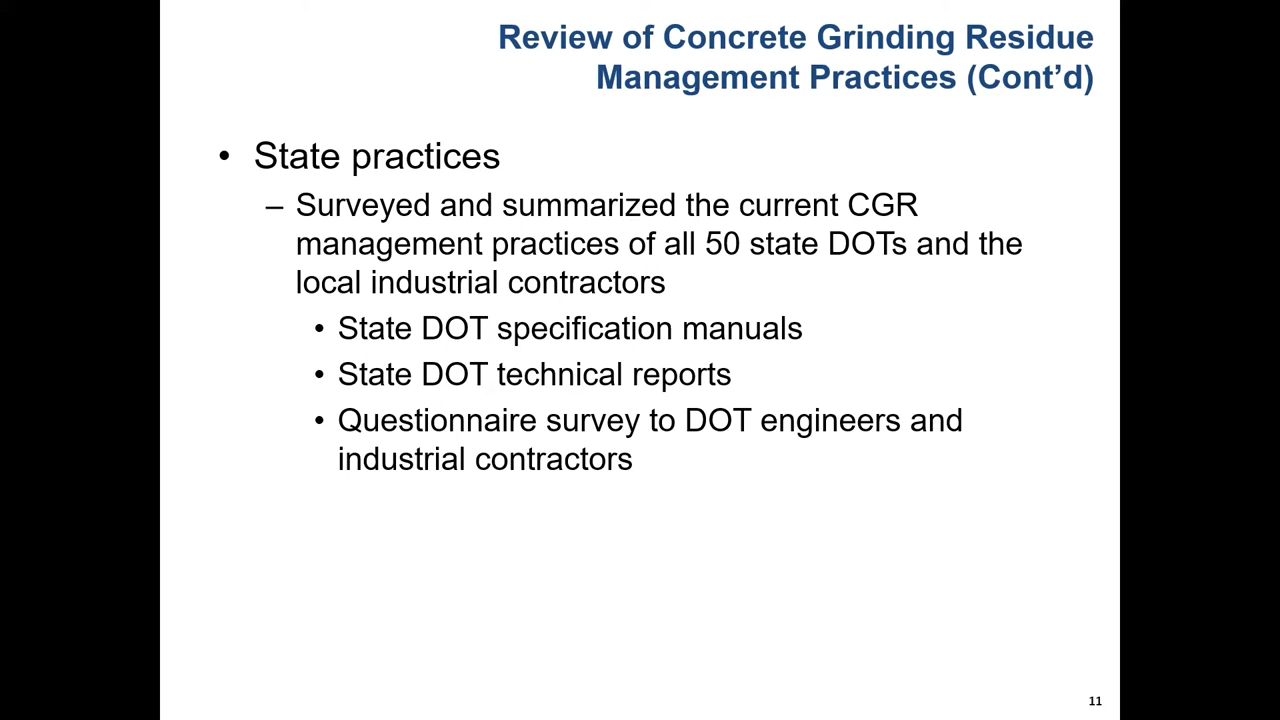 Review of Concrete Grinding Residue
Management Practices (Cont’d)
• State practices
– Surveyed and summarized the current CGR
management practices of all 50 state DOTs and the
local industrial contractors
• State DOT specification manuals
• State DOT technical reports
• Questionnaire survey to DOT engineers and
industrial contractors
11